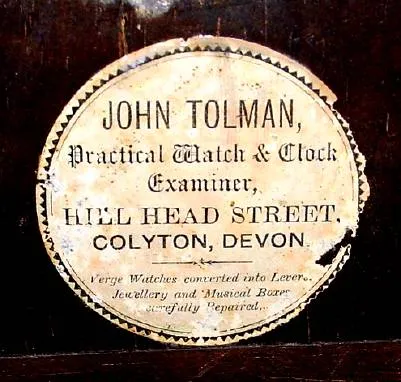 JOHN TOLMAN,
Practical Watch & Clock
Examiner,
HILL HEAD STREET,
COLYTON, DEVON.
Verge Watches converted into Levers.
Jewellery and Musical Boxes
carefully Repaired.